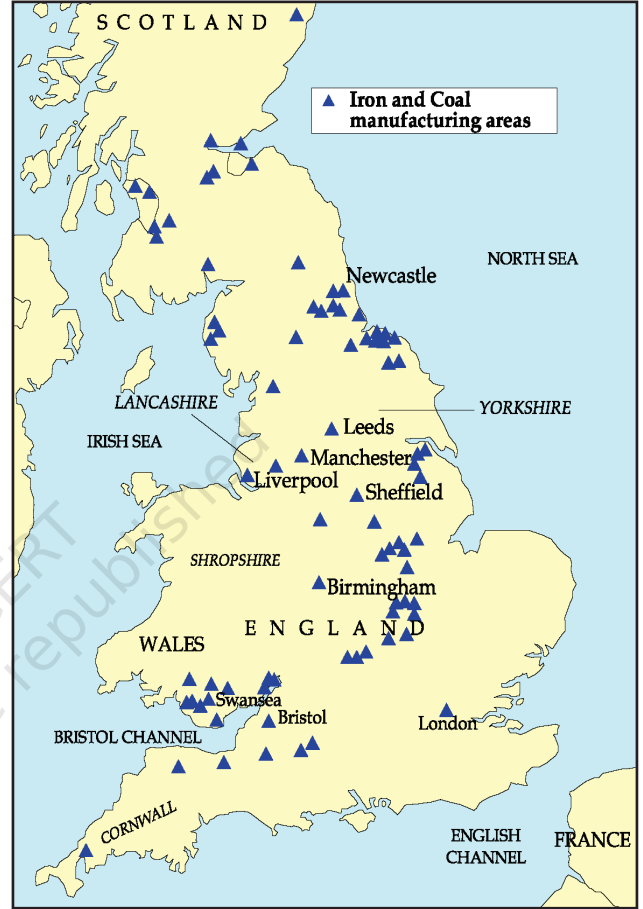 SCOTLAND
Iron and Coal
manufacturing areas
NORTH SEA
Newcastle
LANCASHIRE
YORKSHIRE
IRISH SEA
Leeds
Manchester
Liverpool
Sheffield
SHROPSHIRE
Birmingham
ENGLAND
WALES
Swansea
Bristol
London
BRISTOL CHANNEL
CORNWALL
ENGLISH
CHANNEL
FRANCE
republished